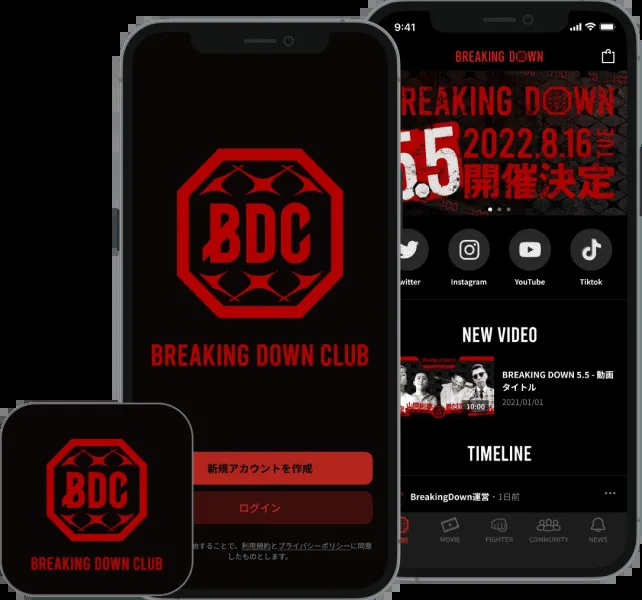 BDC
BREAKING DOWN CLUB
新規アカウントを作成
ログイン
することで、利用規約とプライバシーポリシーに同意
したものとします。
BDC
BREAKING DOWN CLUB
9:41
BREAKING DOWN
BREAKING DOWN
5.5
2022.8.16 TUE
開催決定
witter
Instagram
YouTube
Tiktok
NEW VIDEO
10:00
BREAKING DOWN 5.5 - 動画
タイトル
2021/01/01
TIMELINE
BreakingDown運営・1日前
MOVIE
FIGHTER
COMMUNITY
NEWS